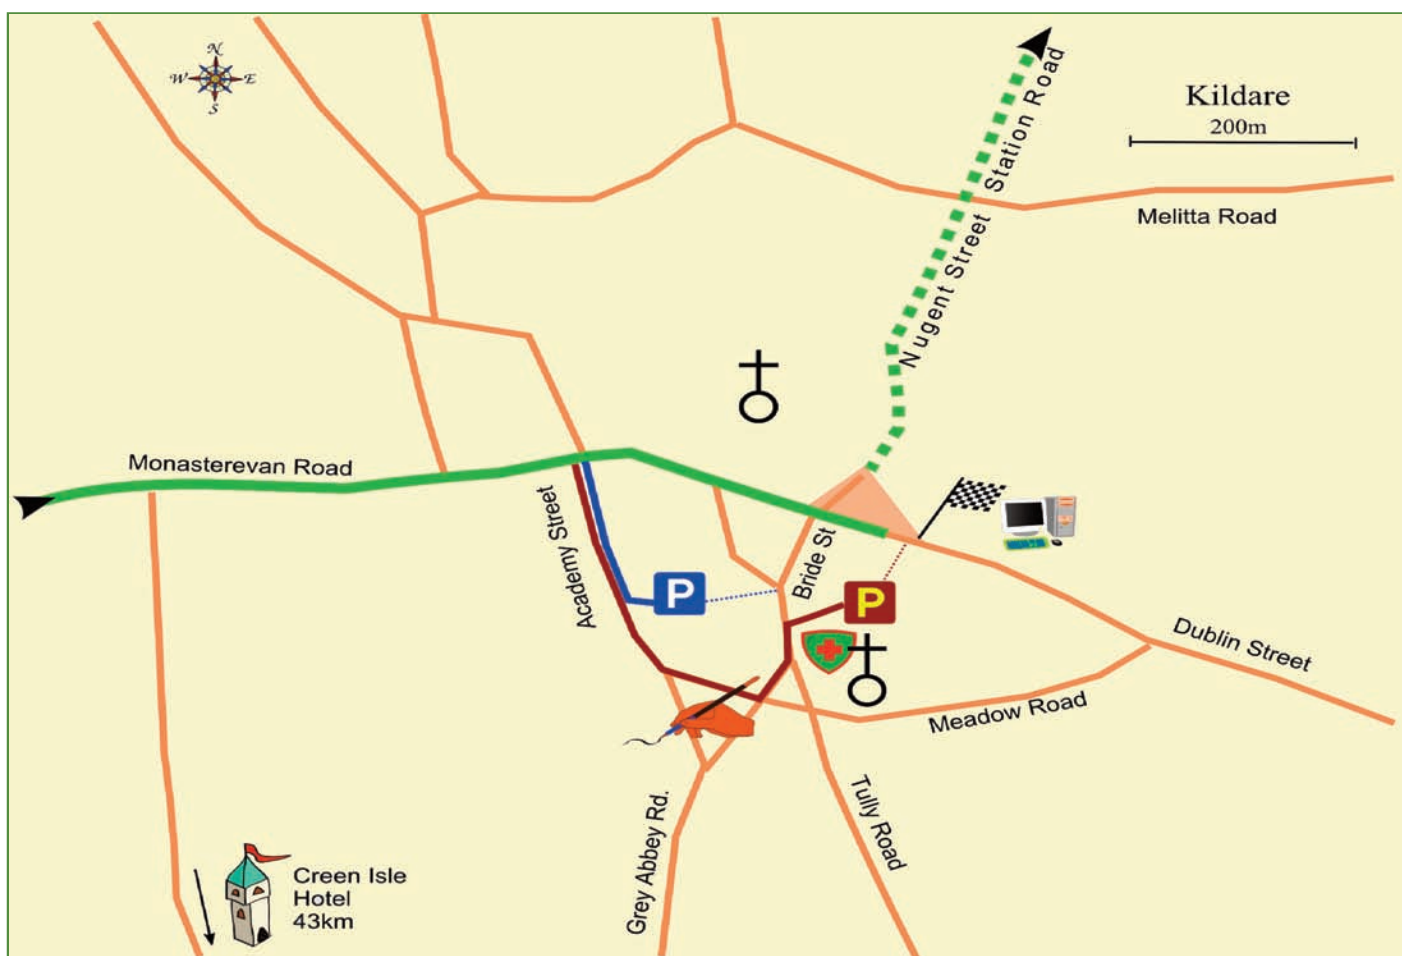 N
W E
S
Kildare
200m
Station Road
Nugent Street
Melitta Road
Monasterevan Road
Academy Street
Bride St
P
P
Dublin Street
Meadow Road
Tully Road
Grey Abbey Rd.
Creen Isle
Hotel
43km